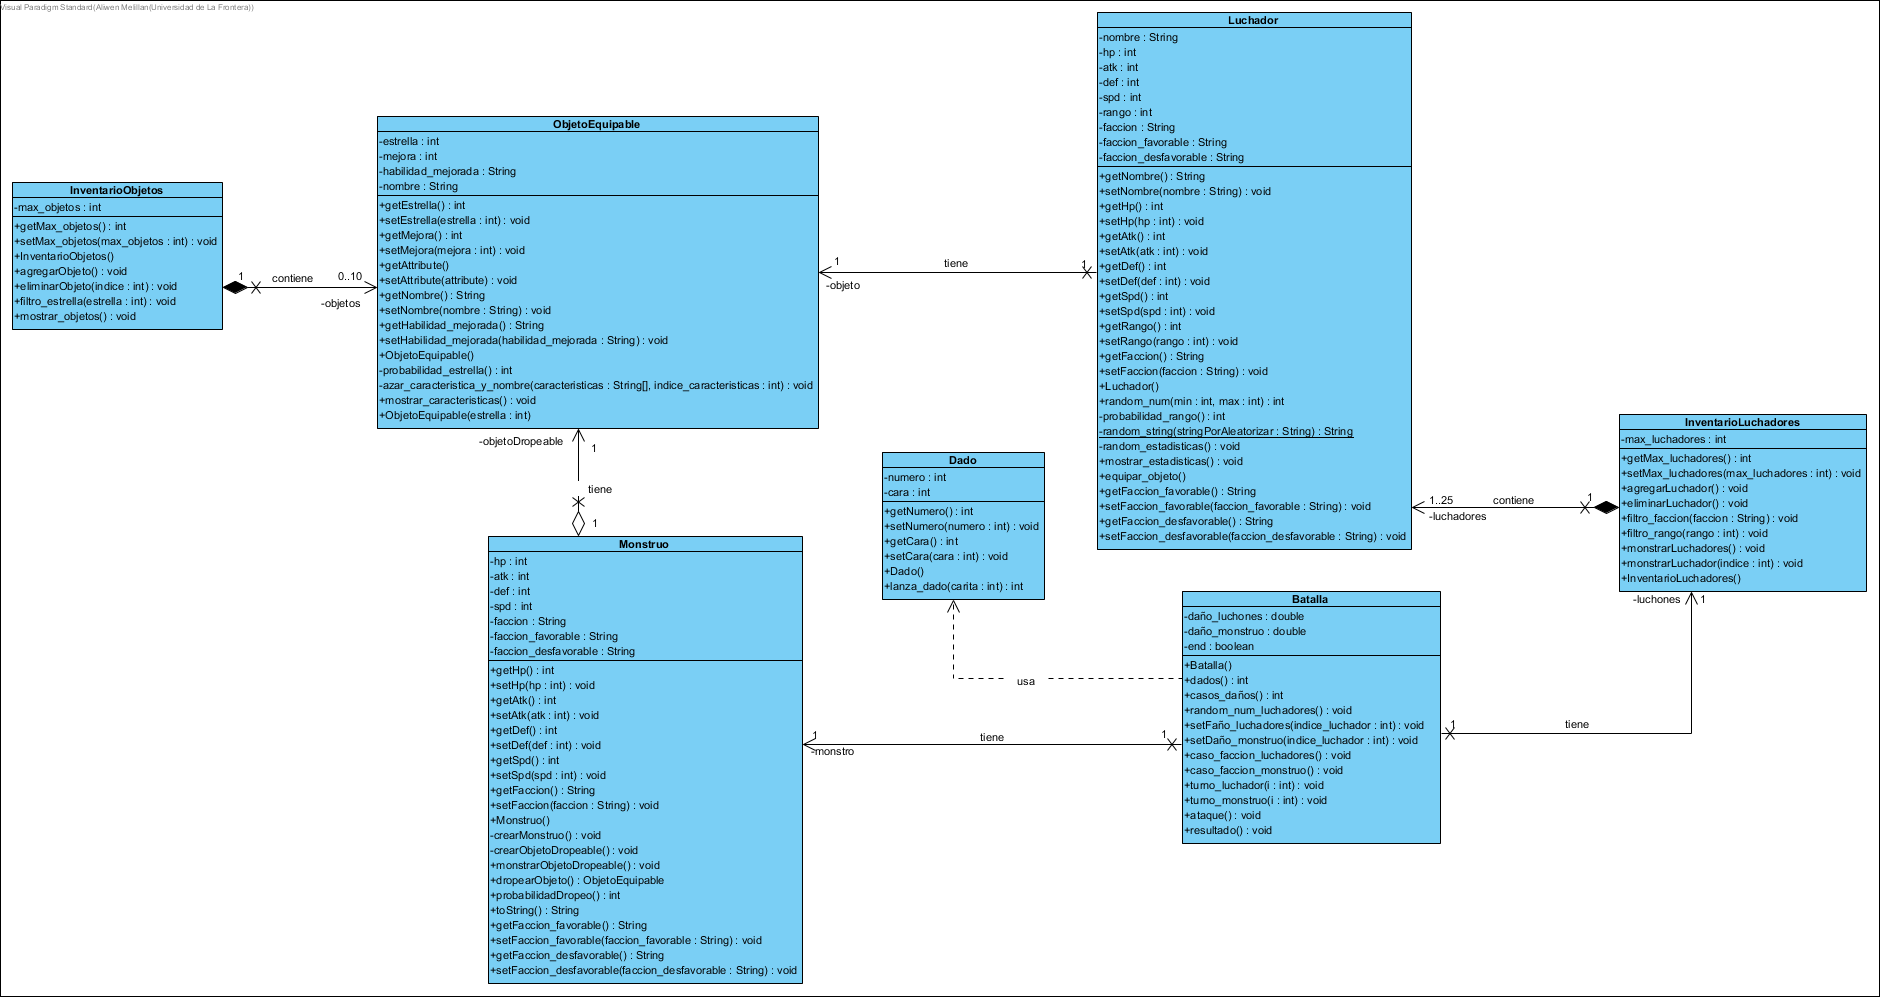 Visual Paradigm Standard(Aliwen Melillan(Universidad de La Frontera))
InventarioObjetos
-max_objetos : int
+getMax_objetos() : int
+setMax_objetos(max_objetos : int) : void
+InventarioObjetos()
+agregarObjeto() : void
+eliminarObjeto(indice : int) : void
+filtro_estrella(estrella : int) : void
+mostrar_objetos() : void
1
contiene
0..10
-objetos
ObjetoEquipable
-estrella : int
-mejora : int
-habilidad_mejorada : String
-nombre : String
+getEstrella() : int
+setEstrella(estrella : int) : void
+getMejora() : int
+setMejora(mejora : int) : void
+getAttribute()
+setAttribute(attribute) : void
+getNombre() : String
+setNombre(nombre : String) : void
+getHabilidad_mejorada() : String
+setHabilidad_mejorada(habilidad_mejorada : String) : void
+ObjetoEquipable()
-probabilidad_estrella() : int
-azar_caracteristica_y_nombre(caracteristicas : String[], indice_caracteristicas : int) : void
+mostrar_caracteristicas() : void
+ObjetoEquipable(estrella : int)
1
-objeto
tiene
1
Luchador
-nombre : String
-hp : int
-atk : int
-def : int
-spd : int
-rango : int
-faccion : String
-faccion_favorable : String
-faccion_desfavorable : String
+getNombre() : String
+setNombre(nombre : String) : void
+getHp() : int
+setHp(hp : int) : void
+getAtk() : int
+setAtk(atk : int) : void
+getDef() : int
+setDef(def : int) : void
+getSpd() : int
+setSpd(spd : int) : void
+getRango() : int
+setRango(rango : int) : void
+getFaccion() : String
+setFaccion(faccion : String) : void
+Luchador()
+random_num(min : int, max : int) : int
-probabilidad_rango() : int
-random_string(stringPorAleatorizar : String) : String
-random_estadisticas() : void
+mostrar_estadisticas() : void
+equipar_objeto()
+getFaccion_favorable() : String
+setFaccion_favorable(faccion_favorable : String) : void
+getFaccion_desfavorable() : String
+setFaccion_desfavorable(faccion_desfavorable : String) : void
1..25
-luchadores
contiene
1
InventarioLuchadores
-max_luchadores : int
+getMax_luchadores() : int
+setMax_luchadores(max_luchadores : int) : void
+agregarLuchador() : void
+eliminarLuchador() : void
+filtro_faccion(faccion : String) : void
+filtro_rango(rango : int) : void
+monstrarLuchadores() : void
+monstrarLuchador(indice : int) : void
+InventarioLuchadores()
-luchones
1
-objetoDropeable
1
tiene
1
Dado
-numero : int
-cara : int
+getNumero() : int
+setNumero(numero : int) : void
+getCara() : int
+setCara(cara : int) : void
+Dado()
+lanza_dado(carita : int) : int
usa
Monstruo
-hp : int
-atk : int
-def : int
-spd : int
-faccion : String
-faccion_favorable : String
-faccion_desfavorable : String
+getHp() : int
+setHp(hp : int) : void
+getAtk() : int
+setAtk(atk : int) : void
+getDef() : int
+setDef(def : int) : void
+getSpd() : int
+setSpd(spd : int) : void
+getFaccion() : String
+setFaccion(faccion : String) : void
+Monstruo()
-crearMonstruo() : void
-crearObjetoDropeable() : void
+monstrarObjetoDropeable() : void
+dropearObjeto() : ObjetoEquipable
+probabilidadDropeo() : int
+toString() : String
+getFaccion_favorable() : String
+setFaccion_favorable(faccion_favorable : String) : void
+getFaccion_desfavorable() : String
+setFaccion_desfavorable(faccion_desfavorable : String) : void
1
-monstro
tiene
1
Batalla
-daño_luchones : double
-daño_monstruo : double
-end : boolean
+Batalla()
+dados() : int
+casos_daños() : int
+random_num_luchadores() : void
+setFaño_luchadores(indice_luchador : int) : void
+setDaño_monstruo(indice_luchador : int) : void
+caso_faccion_luchadores() : void
+caso_faccion_monstruo() : void
+turno_luchador(i : int) : void
+turno_monstruo(i : int) : void
+ataque() : void
+resultado() : void
1
tiene